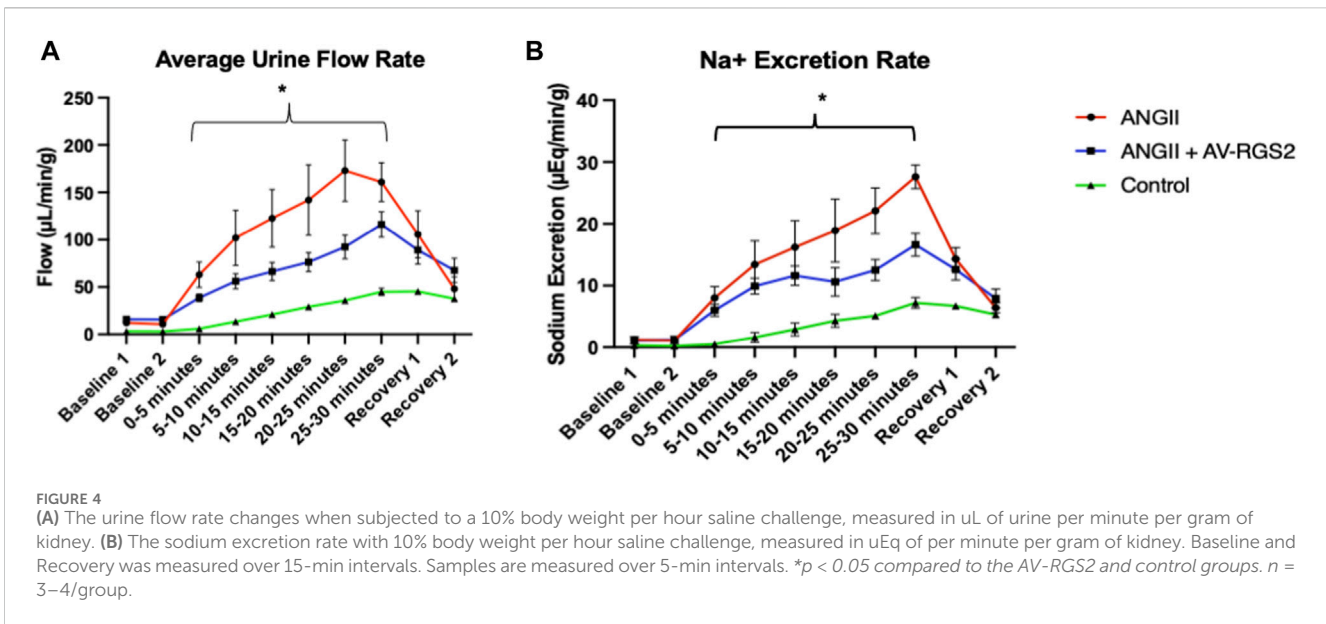 A
Average Urine Flow Rate
*
250
200
150
100
50
0
Flow (µL/min/g)
Baseline 1
Baseline 2
0-5 minutes
5-10 minutes
10-15 minutes
15-20 minutes
20-25 minutes
25-30 minutes
Recovery 1
Recovery 2
B
Na+ Excretion Rate
*
40
30
20
10
0
Sodium Excretion (µEq/min/g)
Baseline 1
Baseline 2
0-5 minutes
5-10 minutes
10-15 minutes
15-20 minutes
20-25 minutes
25-30 minutes
Recovery 1
Recovery 2
ANGII
ANGII + AV-RGS2
Control
FIGURE 4
(A) The urine flow rate changes when subjected to a 10% body weight per hour saline challenge, measured in uL of urine per minute per gram of
kidney. (B) The sodium excretion rate with 10% body weight per hour saline challenge, measured in uEq of per minute per gram of kidney. Baseline and
Recovery was measured over 15-min intervals. Samples are measured over 5-min intervals. *p < 0.05 compared to the AV-RGS2 and control groups. n =
3–4/group.